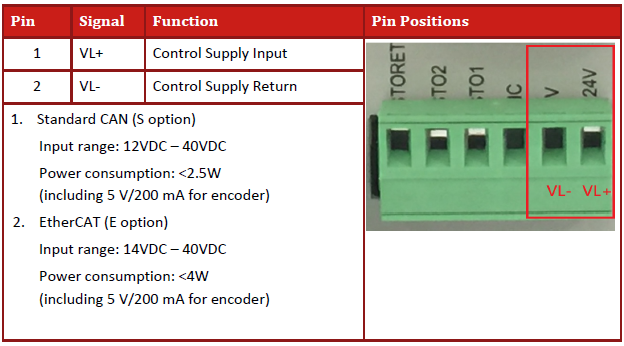 Pin Signal Function Pin Positions
1 VL+ Control Supply Input
2 VL- Control Supply Return
1. Standard CAN (S option)
Input range: 12VDC – 40VDC
Power consumption: <2.5W
(including 5 V/200 mA for encoder)
2. EtherCAT (E option)
Input range: 14VDC – 40VDC
Power consumption: <4W
(including 5 V/200 mA for encoder)
STORET
STO2
STO1
IC
V
24V
VL- VL+